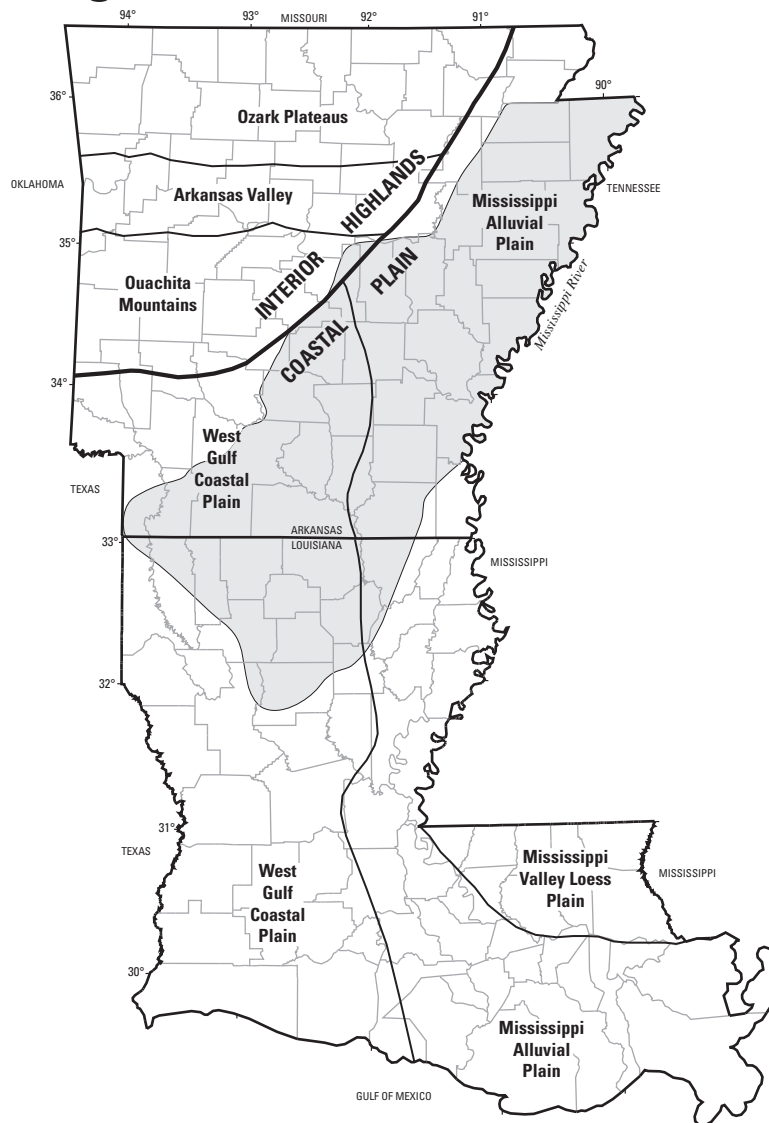 94°
93°
MISSOURI
92°
91°
36°
90°
Ozark Plateaus
OKLAHOMA
Arkansas Valley
INTERIOR HIGHLANDS
Mississippi
Alluvial
Plain
TENNESSEE
35°
Ouachita
Mountains
COASTAL PLAIN
Mississippi River
34°
West
Gulf
Coastal
Plain
TEXAS
ARKANSAS
LOUISIANA
33°
MISSISSIPPI
32°
31°
TEXAS
West
Gulf
Coastal
Plain
Mississippi
Valley Loess
Plain
MISSISSIPPI
30°
Mississippi
Alluvial
Plain
GULF OF MEXICO